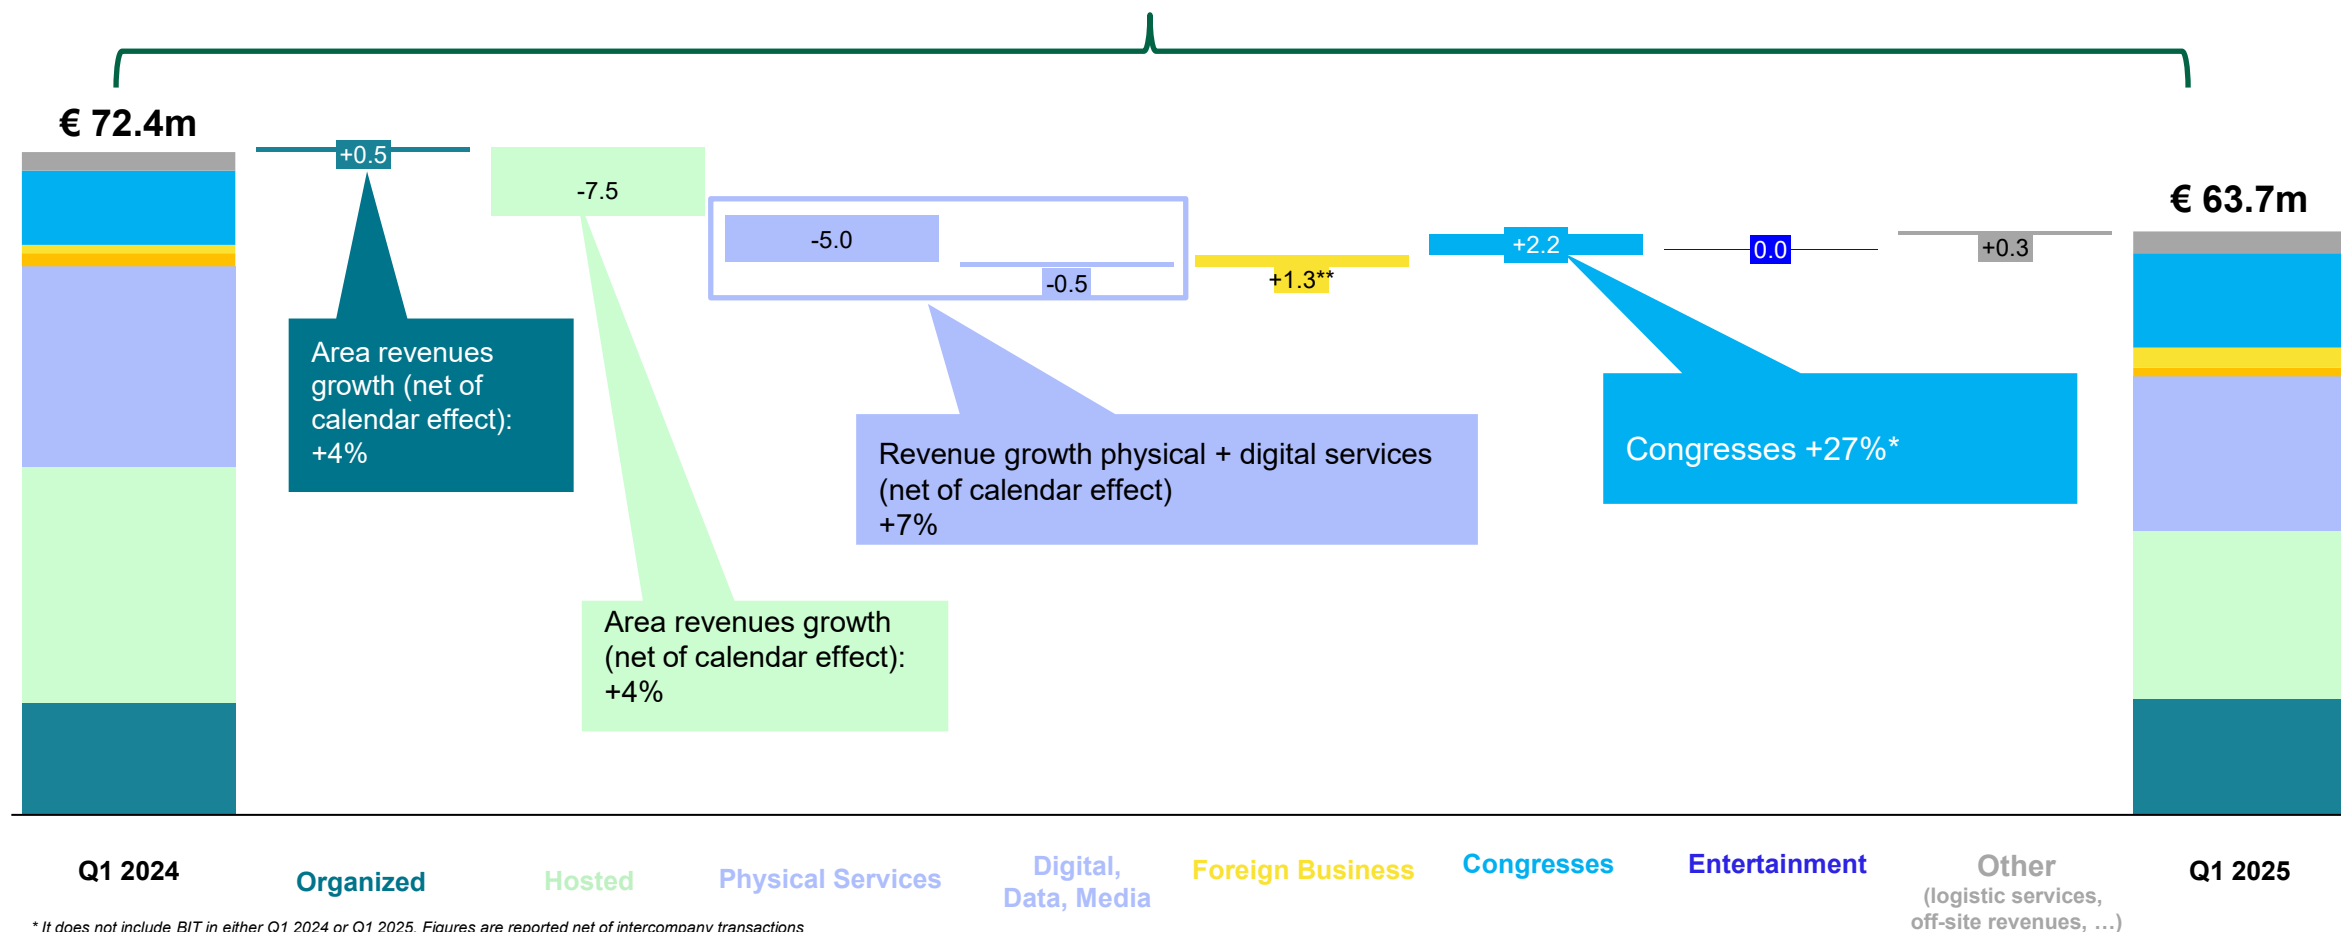 € 72.4m
+0.5
-7.5
-5.0
-0.5
+1.3**
+2.2
0.0
+0.3
€ 63.7m
Area revenues
growth (net of
calendar effect):
+4%
Area revenues growth
(net of calendar effect):
+4%
Revenue growth physical + digital services
(net of calendar effect)
+7%
Congresses +27%*
Q1 2024
Organized
Hosted
Physical Services
Digital,
Data, Media
Foreign Business
Congresses
Entertainment
Other
(logistic services,
off-site revenues, …)
Q1 2025
* It does not include BIT in either Q1 2024 or Q1 2025. Figures are reported net of intercompany transactions